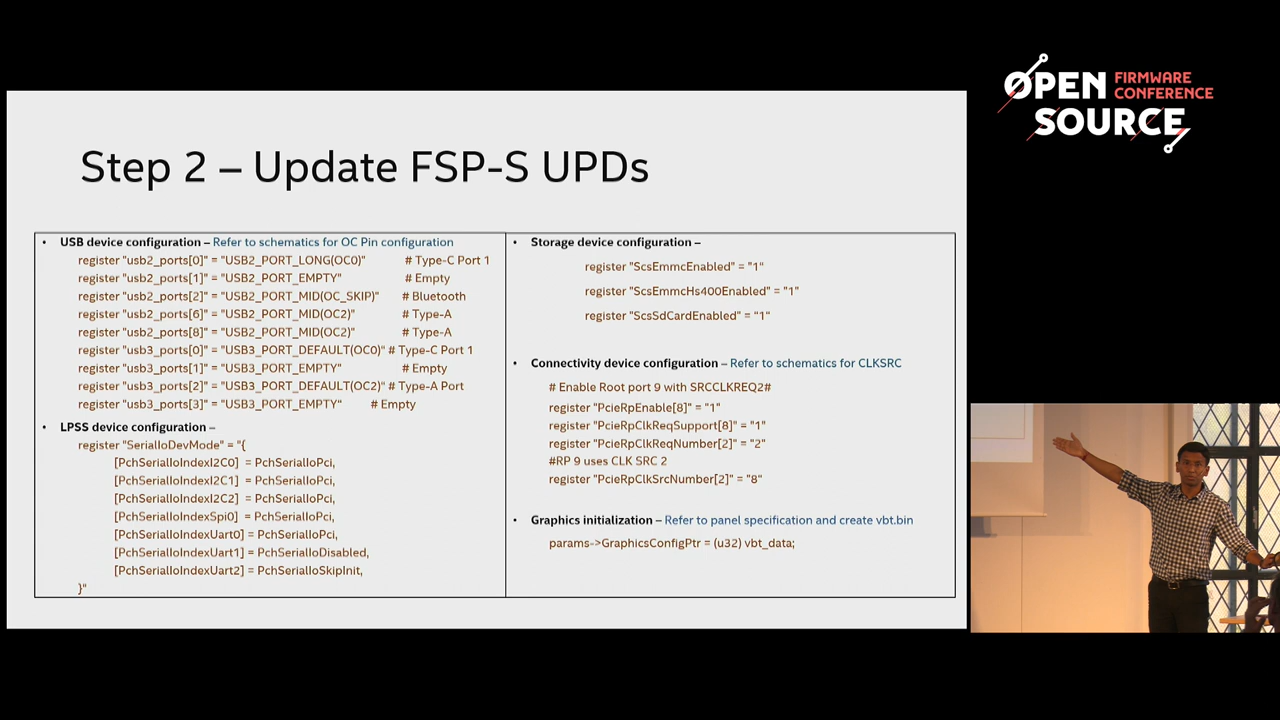 OPEN FIRMWARE CONFERENCE
SOURCE
Step 2 – Update FSP-S UPDs
• USB device configuration – Refer to schematics for OC Pin configuration
register "usb2_ports[0]" = "USB2_PORT_LONG(OC0)" # Type-C Port 1
register "usb2_ports[1]" = "USB2_PORT_EMPTY" # Empty
register "usb2_ports[2]" = "USB2_PORT_MID(OC_SKIP)" # Bluetooth
register "usb2_ports[6]" = "USB2_PORT_MID(OC2)" # Type-A
register "usb2_ports[8]" = "USB2_PORT_MID(OC2)" # Type-A
register "usb3_ports[0]" = "USB3_PORT_DEFAULT(OC0)" # Type-C Port 1
register "usb3_ports[1]" = "USB3_PORT_EMPTY" # Empty
register "usb3_ports[2]" = "USB3_PORT_DEFAULT(OC2)" # Type-A Port
register "usb3_ports[3]" = "USB3_PORT_EMPTY" # Empty
• LPSS device configuration –
register "SerialIoDevMode" = "{
[PchSerialIoIndexI2C0] = PchSerialIoPci,
[PchSerialIoIndexI2C1] = PchSerialIoPci,
[PchSerialIoIndexI2C2] = PchSerialIoPci,
[PchSerialIoIndexSpi0] = PchSerialIoPci,
[PchSerialIoIndexUart0] = PchSerialIoPci,
[PchSerialIoIndexUart1] = PchSerialIoDisabled,
[PchSerialIoIndexUart2] = PchSerialIoSkipInit,
}"
• Storage device configuration –
register "ScsEmmcEnabled" = "1"
register "ScsEmmcHs400Enabled" = "1"
register "ScsSdCardEnabled" = "1"
• Connectivity device configuration – Refer to schematics for CLKSRC
# Enable Root port 9 with SRCCLKREQ2#
register "PcieRpEnable[8]" = "1"
register "PcieRpClkReqSupport[8]" = "1"
register "PcieRpClkReqNumber[2]" = "2"
#RP 9 uses CLK SRC 2
register "PcieRpClkSrcNumber[2]" = "8"
• Graphics initialization – Refer to panel specification and create vbt.bin
params->GraphicsConfigPtr = (u32) vbt_data;